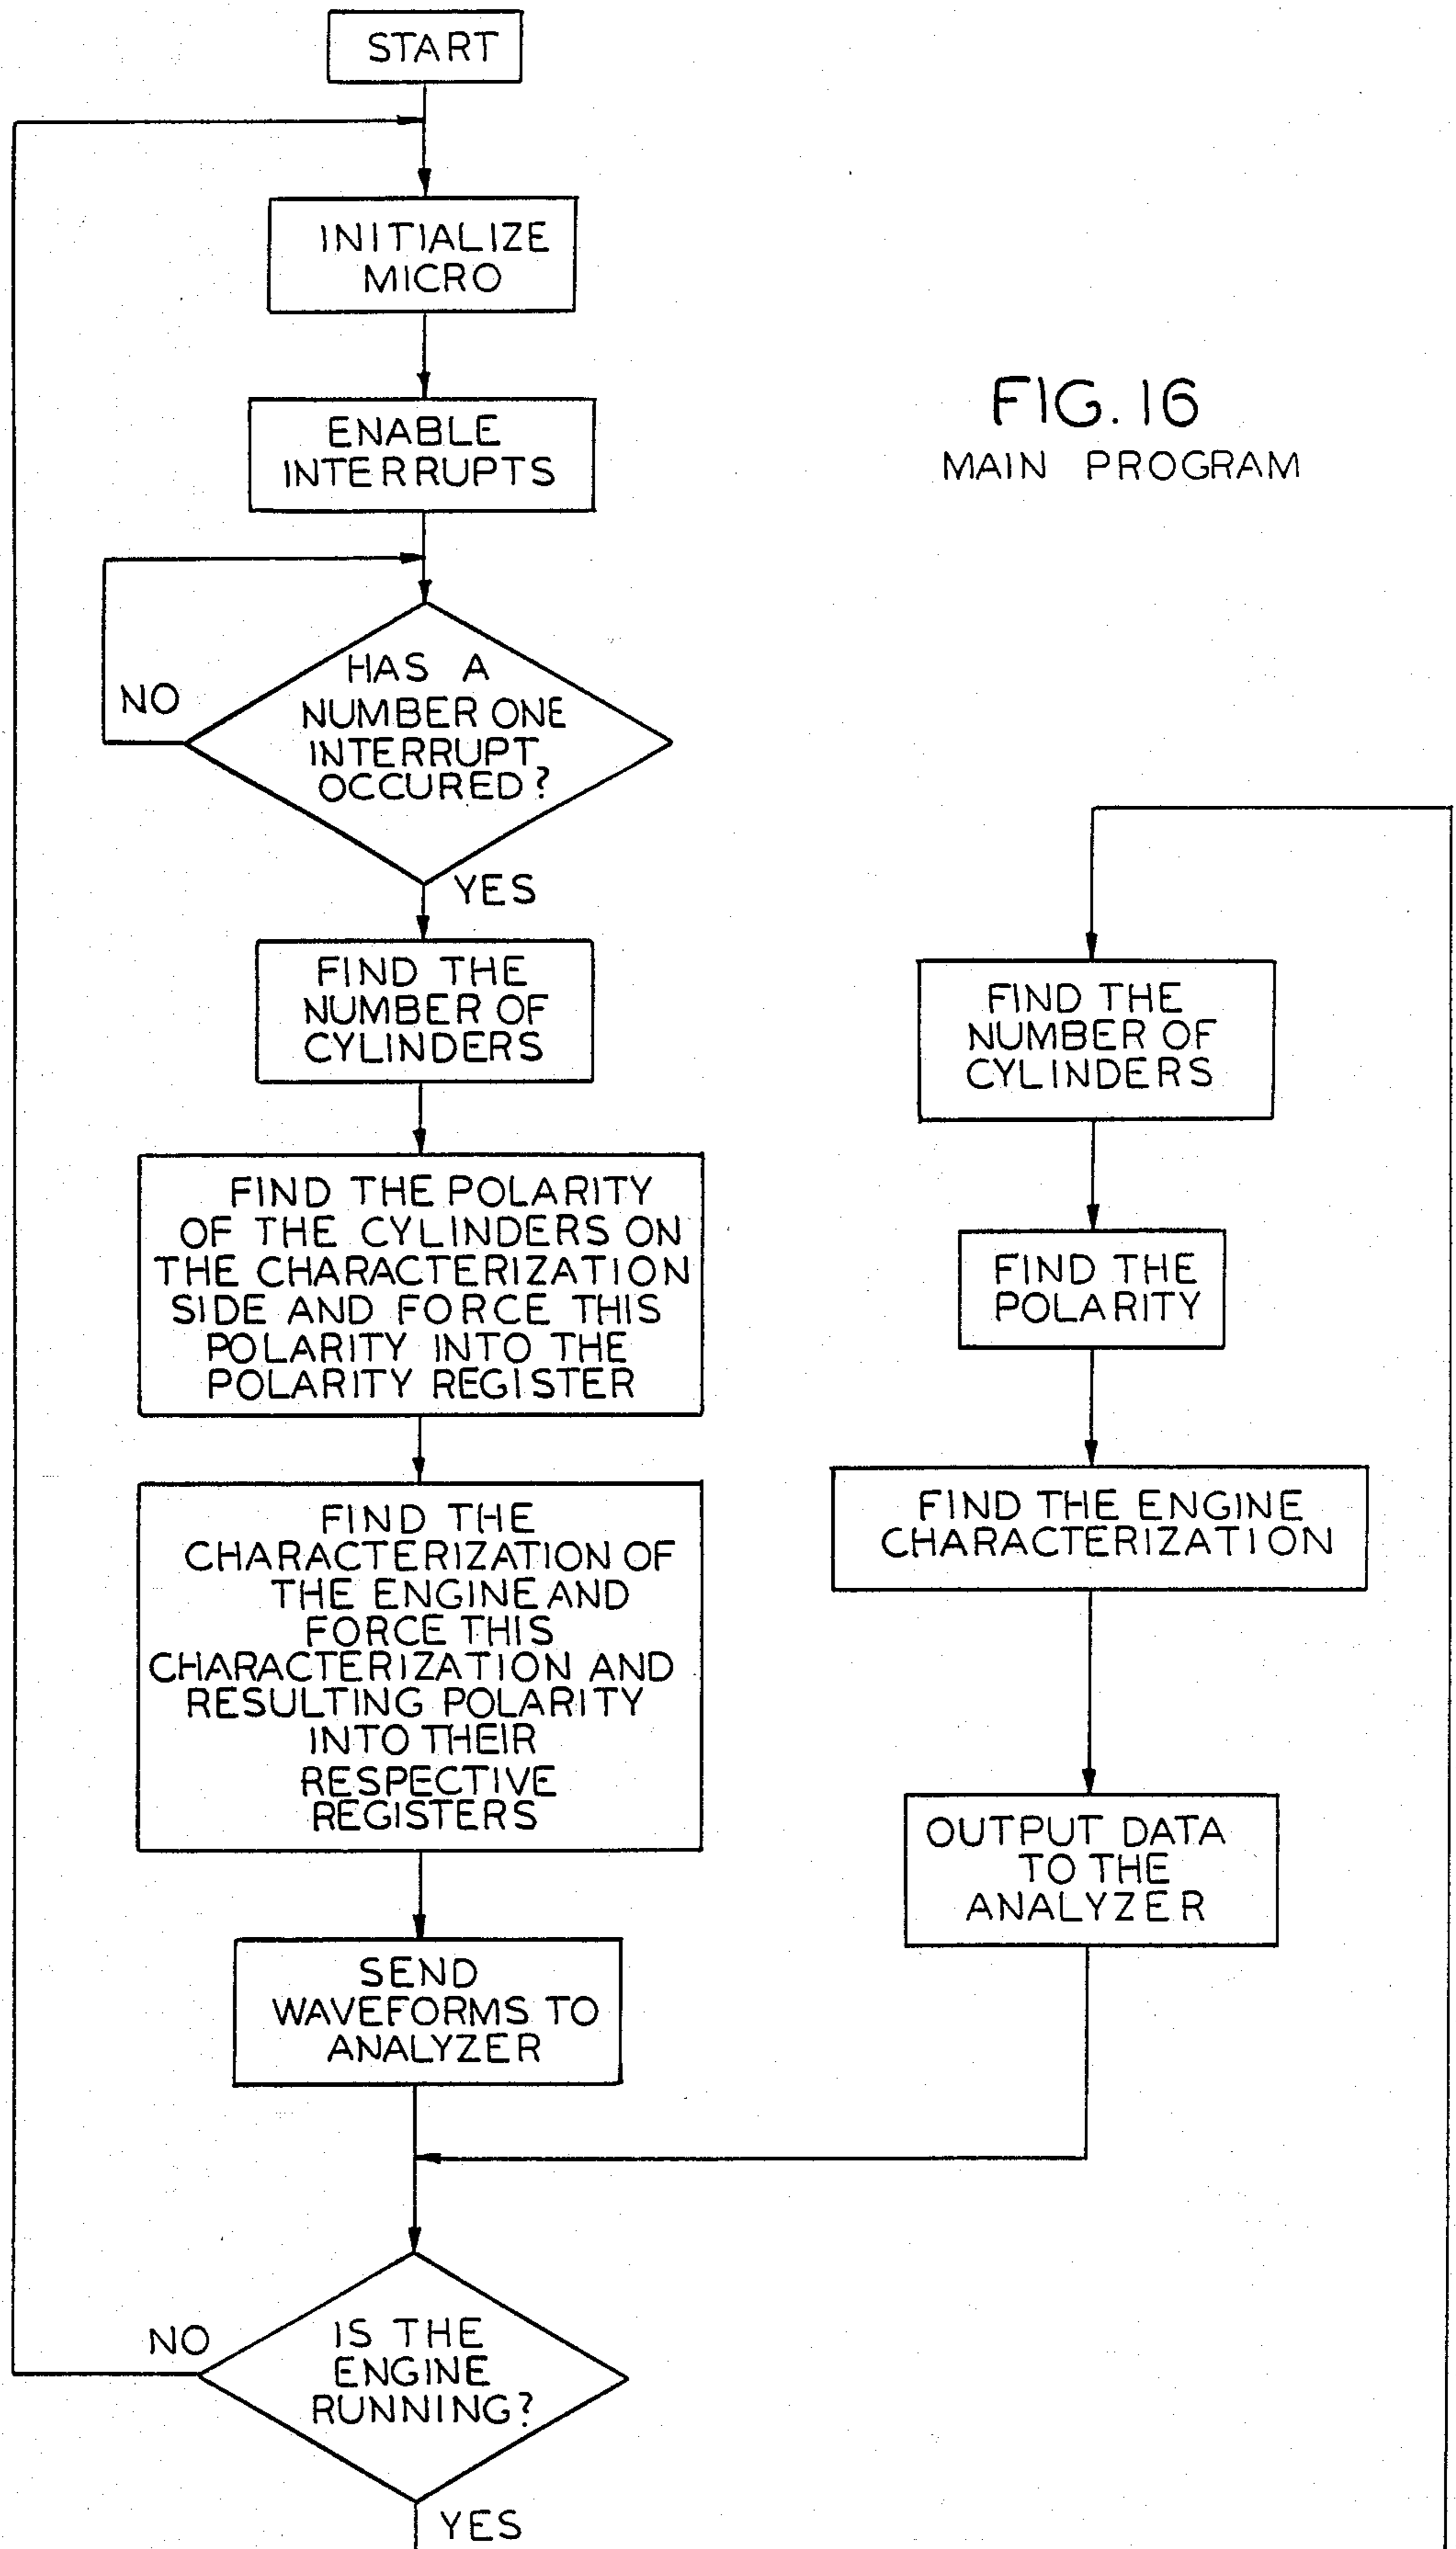 START
INITIALIZE
MICRO
ENABLE
INTERRUPTS
FIG. 16
MAIN PROGRAM
HAS A
NUMBER ONE
INTERRUPT
OCCURED?
NO
YES
FIND THE
NUMBER OF
CYLINDERS
FIND THE POLARITY
OF THE CYLINDERS ON
THE CHARACTERIZATION
SIDE AND FORCE THIS
POLARITY INTO THE
POLARITY REGISTER
FIND THE
CHARACTERIZATION OF
THE ENGINE AND
FORCE THIS
CHARACTERIZATION AND
RESULTING POLARITY
INTO THEIR
RESPECTIVE
REGISTERS
SEND
WAVEFORMS TO
ANALYZER
IS THE
ENGINE
RUNNING?
NO
YES
FIND THE
NUMBER OF
CYLINDERS
FIND THE
POLARITY
FIND THE ENGINE
CHARACTERIZATION
OUTPUT DATA
TO THE
ANALYZER